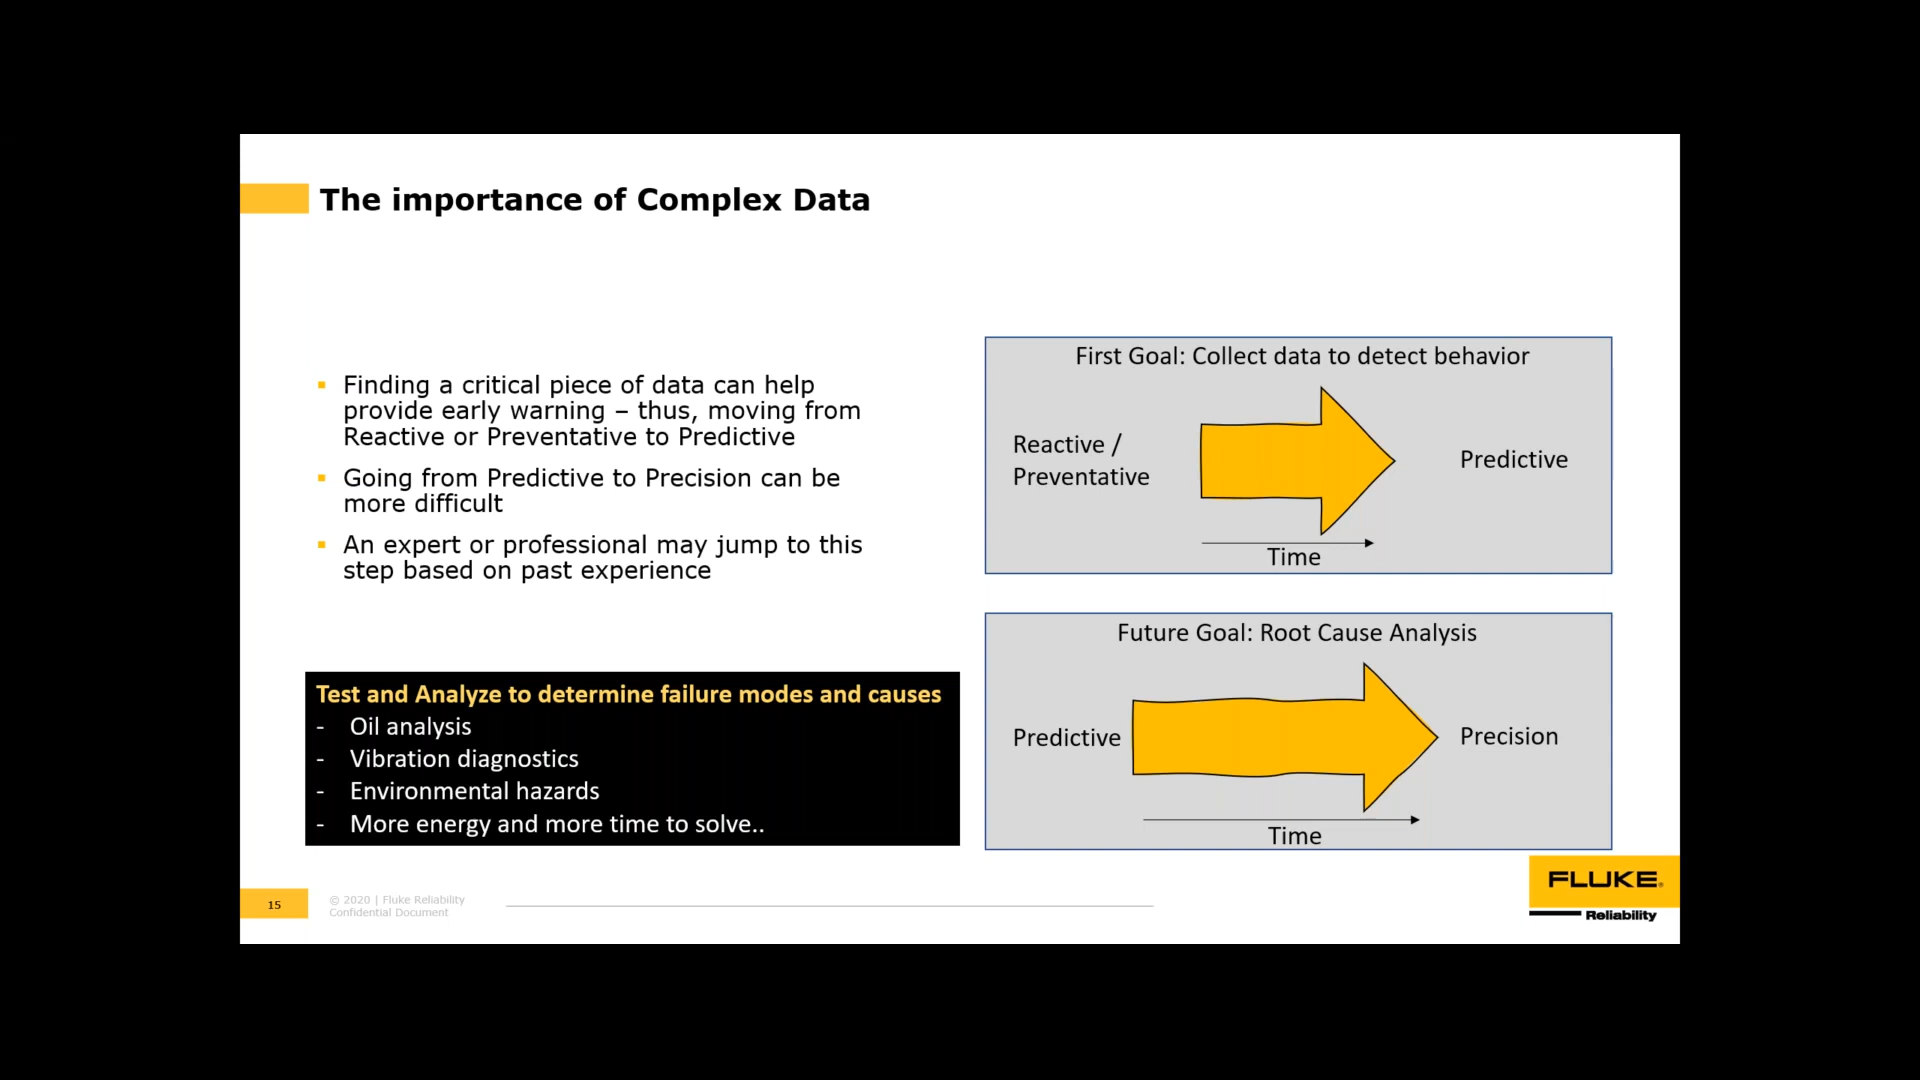 The importance of Complex Data
▪ Finding a critical piece of data can help
provide early warning – thus, moving from
Reactive or Preventative to Predictive
▪ Going from Predictive to Precision can be
more difficult
▪ An expert or professional may jump to this
step based on past experience
Test and Analyze to determine failure modes and causes
- Oil analysis
- Vibration diagnostics
- Environmental hazards
- More energy and more time to solve..
First Goal: Collect data to detect behavior
Reactive /
Preventative
Predictive
Time
Future Goal: Root Cause Analysis
Predictive
Precision
Time
15
© 2020 | Fluke Reliability
Confidential Document
FLUKE®
Reliability